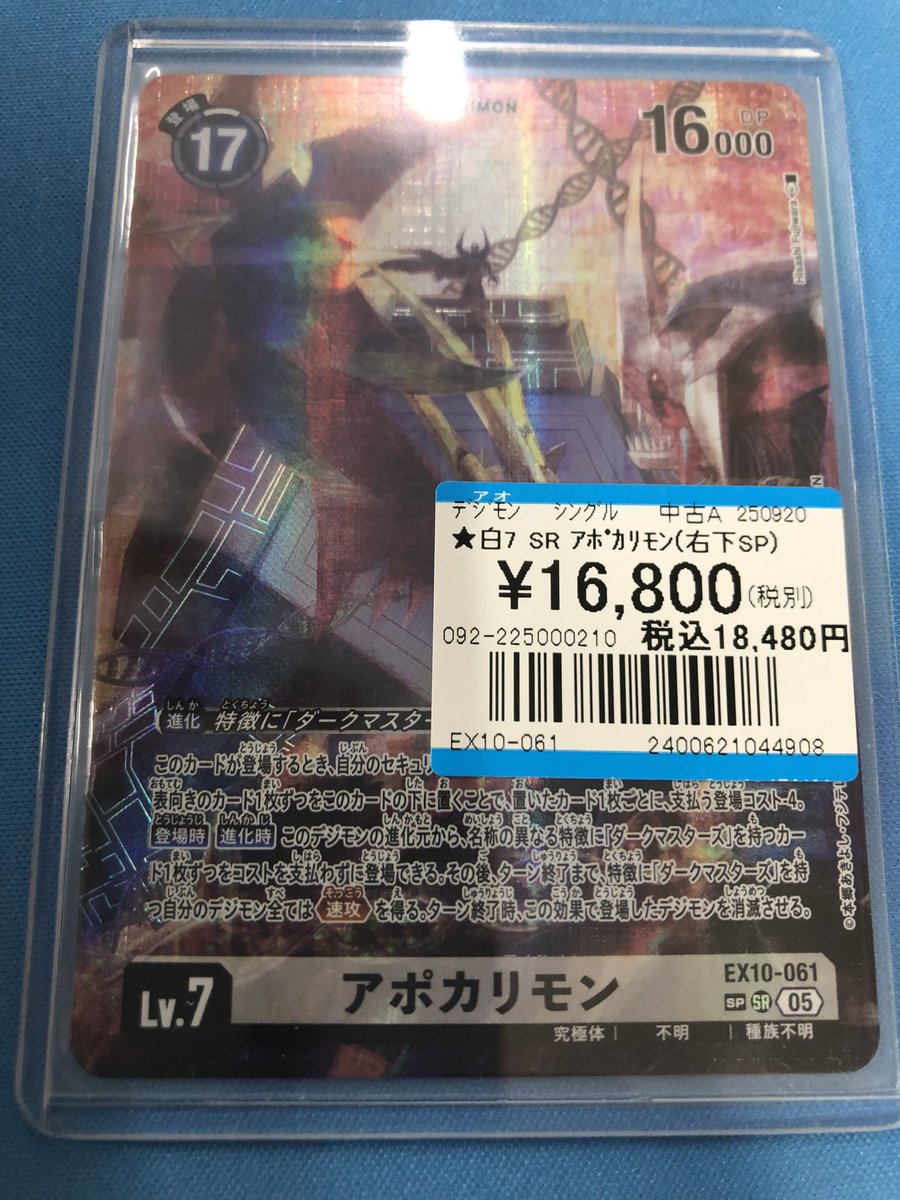 登場
17
IMON
DP
16000
Hisashi Fujiwara
アオ
デジモン シングル 中古A 250920
★白7 SR アポカリモン(右下SP)
¥16,800(税別)
092-225000210 税込18,480円
EX10-061 2400621044908
進化 特徴に「ダークマスター
このカードが登場するとき、自分のセキュリ
表向きのカード1枚ずつをこのカードの下に置くことで、置いたカード1枚ごとに、支払う登場コスト-4。
登場時 進化時 このデジモンの進化元から、名称の異なる特徴に「ダークマスターズ」を持つカー
ド1枚ずつをコストを支払わずに登場できる。その後、ターン終了まで、特徴に「ダークマスターズ」を持
つ自分のデジモン全ては 速攻 を得る。ターン終了時、この効果で登場したデジモンを消滅させる。
©本郷あきよし・フジテ
Lv.7 アポカリモン
EX10-061
SP SR 05
究極体 | 不明 | 種族不明